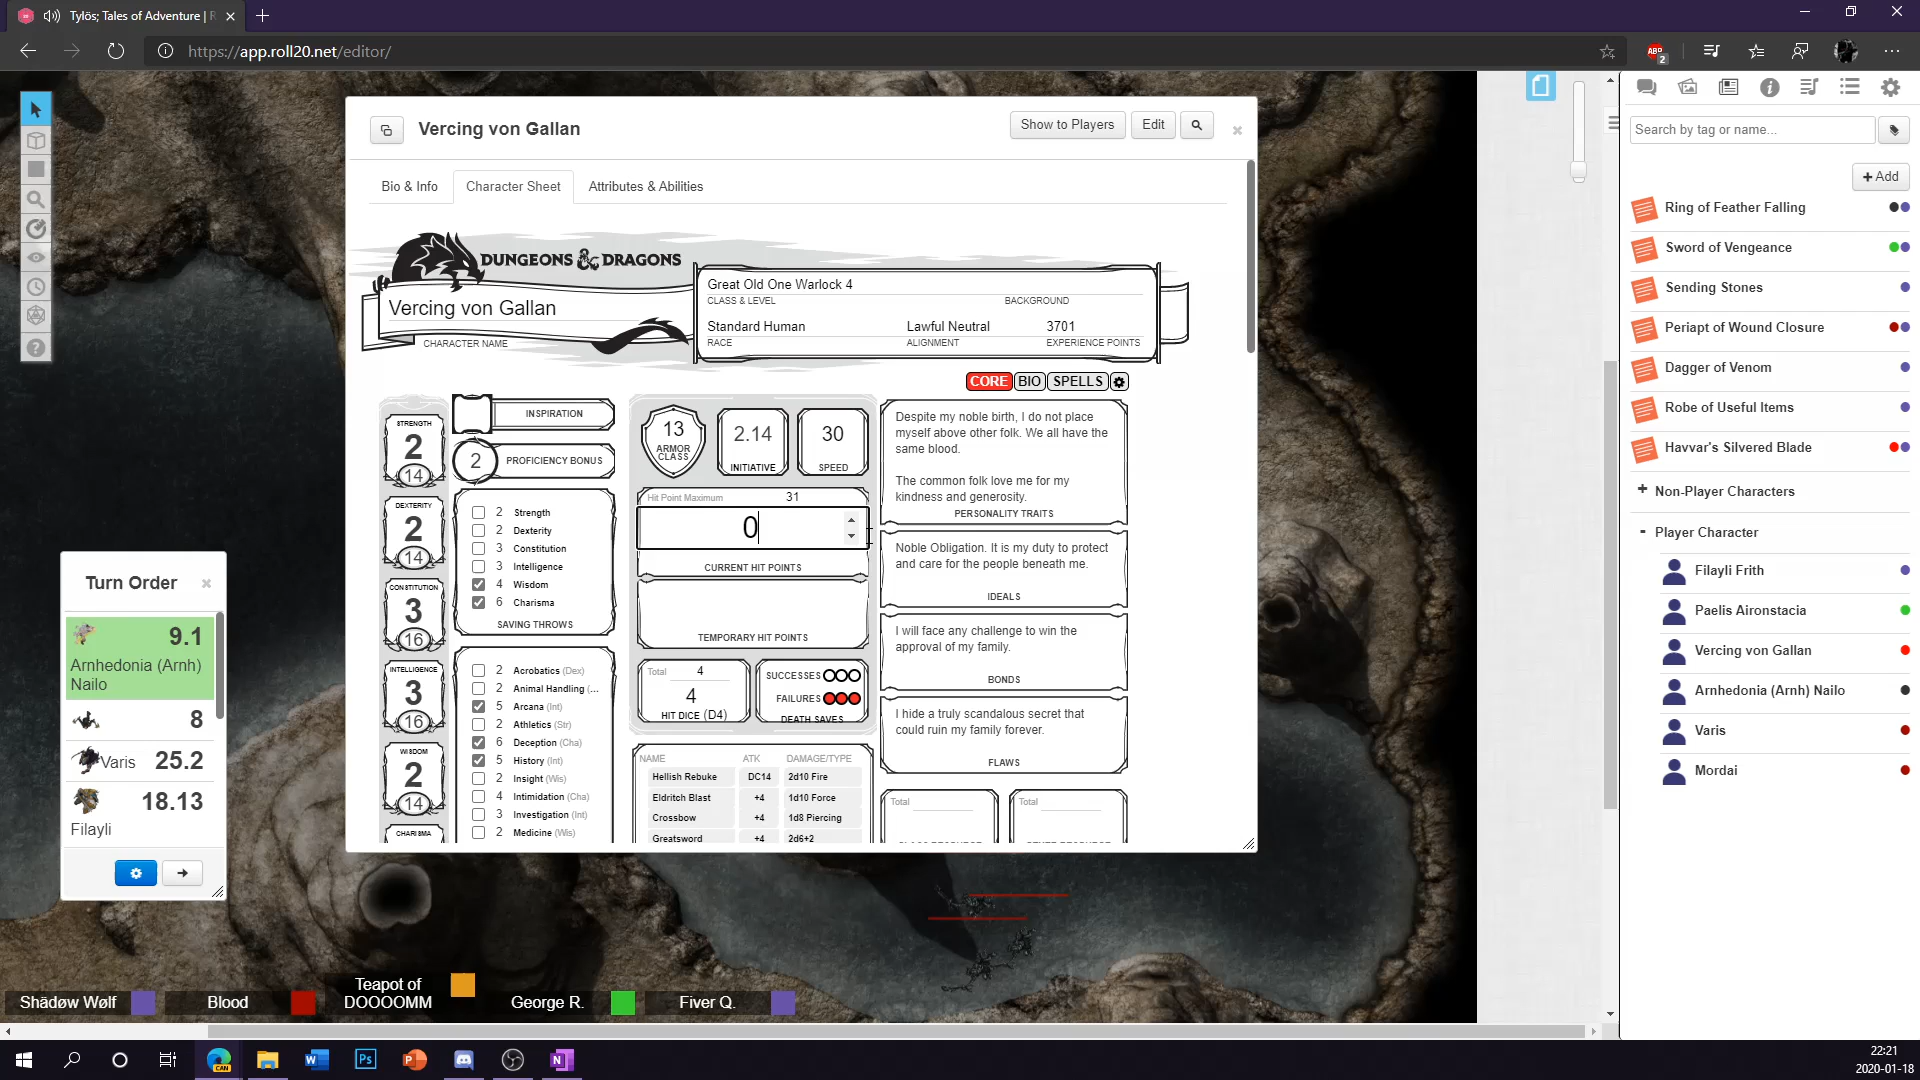 Tylös; Tales of Adventure | R
https://app.roll20.net/editor/
ABP
2
Vercing von Gallan
Show to Players
Edit
Bio & Info
Character Sheet
Attributes & Abilities
DUNGEONS & DRAGONS
Vercing von Gallan
CHARACTER NAME
Great Old One Warlock 4
CLASS & LEVEL
BACKGROUND
Standard Human
Lawful Neutral
3701
RACE
ALIGNMENT
EXPERIENCE POINTS
CORE
BIO
SPELLS
STRENGTH
2
14
DEXTERITY
2
14
CONSTITUTION
3
16
INTELLIGENCE
3
16
WISDOM
2
14
CHARISMA
INSPIRATION
2
PROFICIENCY BONUS
2 Strength
2 Dexterity
3 Constitution
3 Intelligence
4 Wisdom
6 Charisma
SAVING THROWS
2 Acrobatics (Dex)
2 Animal Handling (...
5 Arcana (Int)
2 Athletics (Str)
6 Deception (Cha)
5 History (Int)
2 Insight (Wis)
4 Intimidation (Cha)
3 Investigation (Int)
2 Medicine (Wis)
13
ARMOR
CLASS
2.14
INITIATIVE
30
SPEED
Hit Point Maximum
31
0
CURRENT HIT POINTS
TEMPORARY HIT POINTS
Total
4
4
HIT DICE (D4)
SUCCESSES
FAILURES
DEATH SAVES
NAME
ATK
DAMAGE/TYPE
Hellish Rebuke
DC14
2d10 Fire
Eldritch Blast
+4
1d10 Force
Crossbow
+4
1d8 Piercing
Greatsword
+4
2d6+2
Despite my noble birth, I do not place
myself above other folk. We all have the
same blood.
The common folk love me for my
kindness and generosity.
PERSONALITY TRAITS
Noble Obligation. It is my duty to protect
and care for the people beneath me.
IDEALS
I will face any challenge to win the
approval of my family.
BONDS
I hide a truly scandalous secret that
could ruin my family forever.
FLAWS
Total
Total
Turn Order
9.1
Arnhedonia (Arnh)
Nailo
8
Varis
25.2
18.13
Filayli
Shädøw Wølf
Blood
Teapot of
DOOOOMM
George R.
Fiver Q.
Search by tag or name...
+ Add
Ring of Feather Falling
Sword of Vengeance
Sending Stones
Periapt of Wound Closure
Dagger of Venom
Robe of Useful Items
Havvar's Silvered Blade
+ Non-Player Characters
- Player Character
Filayli Frith
Paelis Aironstacia
Vercing von Gallan
Arnhedonia (Arnh) Nailo
Varis
Mordai
CAN
W
Ps
P
N
22:21
2020-01-18